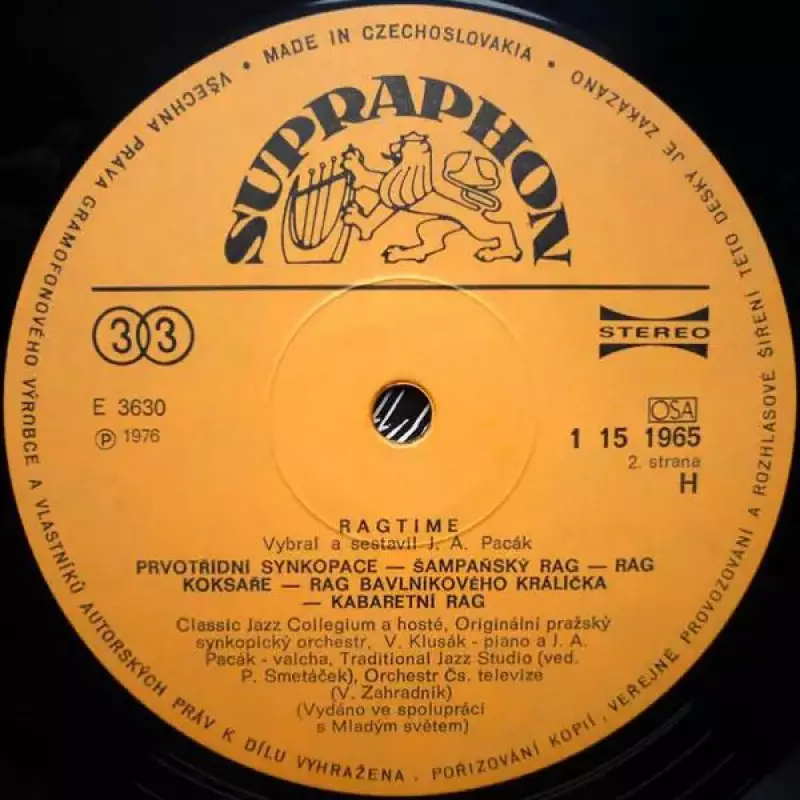 • MADE IN CZECHOSLOVAKIA •
SUPRAPHON
33
STEREO
E 3630
℗ 1976
OSA
1 15 1965
2. strana
H
RAGTIME
Vybral a sestavil J. A. Pacák
PRVOTŘÍDNÍ SYNKOPACE — ŠAMPAŇSKÝ RAG — RAG
KOKSAŘE — RAG BAVLNÍKOVÉHO KRÁLÍČKA
— KABARETNÍ RAG
Classic Jazz Collegium a hosté, Originální pražský
synkopický orchestr, V. Klusák - piano a J. A.
Pacák - valcha, Traditional Jazz Studio (ved.
P. Smetáček), Orchestr Čs. televize
(V. Zahradník)
(Vydáno ve spolupráci
s Mladým světem)
VŠECHNA PRÁVA GRAMOFONOVÉHO VÝROBCE A VLASTNÍKŮ AUTORSKÝCH PRÁV K DÍLU VYHRAŽENA. POŘIZOVÁNÍ KOPIÍ, VEŘEJNÉ PROVOZOVÁNÍ A ROZHLASOVÉ ŠÍŘENÍ TÉTO DESKY JE ZAKÁZÁNO